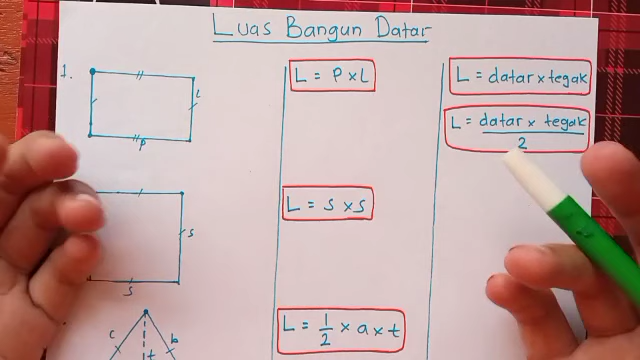 Luas Bangun Datar
1.
L
P
L = P x L
L = datar x tegak
L = datar x tegak
2
s
s
L = s x s
c
b
t
L = 1/2 x a x t